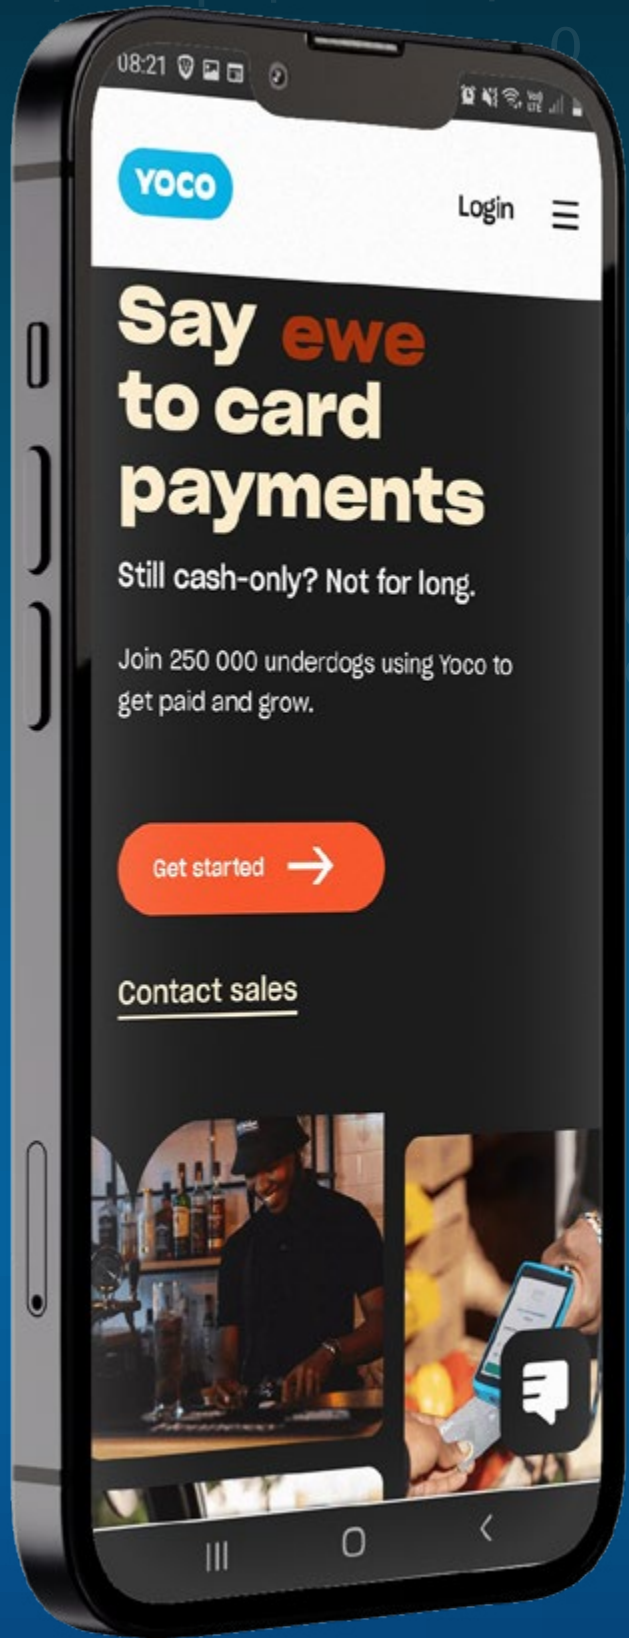 08:21
YOCO
Login
Say ewe
to card
payments
Still cash-only? Not for long.
Join 250 000 underdogs using Yoco to
get paid and grow.
Get started
Contact sales